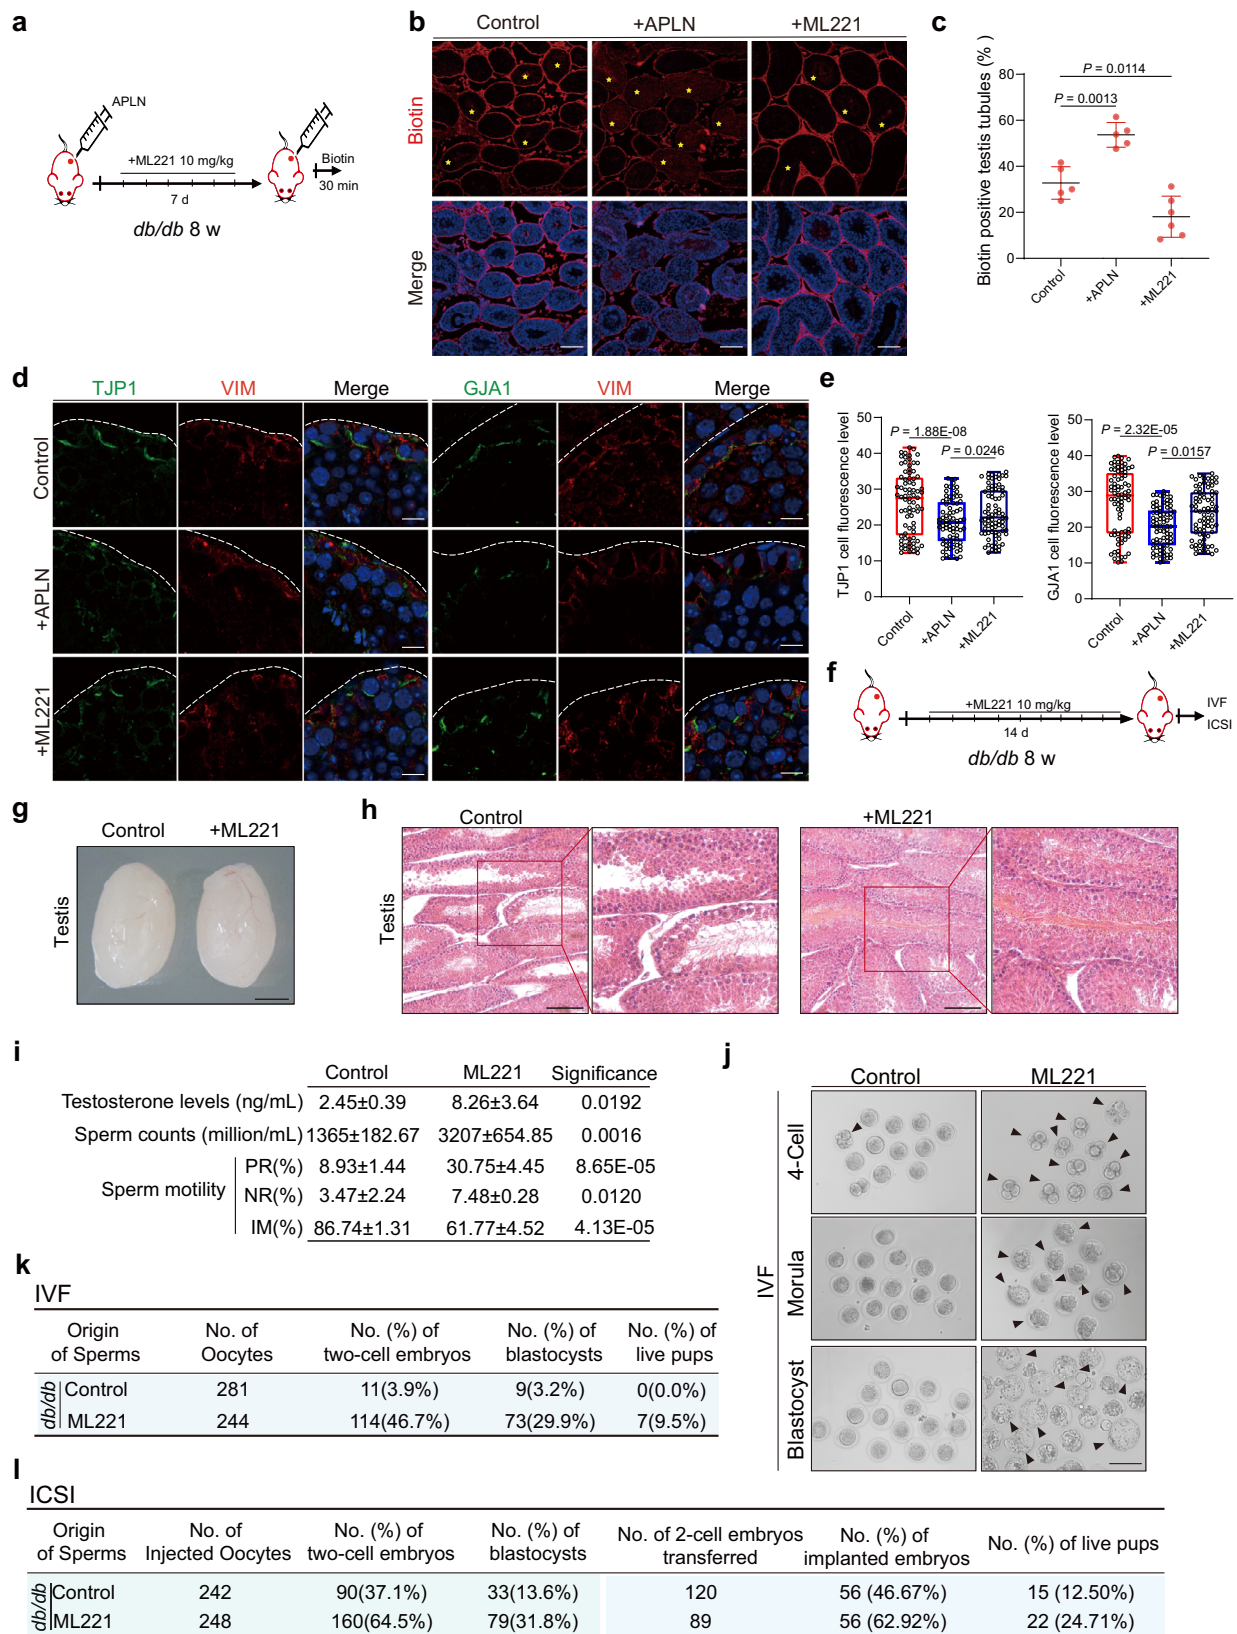 a
APLN
+ML221 10 mg/kg
7 d
db/db 8 w
Biotin
30 min
b
Control
+APLN
+ML221
Biotin
Merge
c
Biotin positive testis tubules (% )
80
60
40
20
0
P = 0.0114
P = 0.0013
Control
+APLN
+ML221
d
TJP1
VIM
Merge
GJA1
VIM
Merge
Control
+APLN
+ML221
e
TJP1 cell fluorescence level
50
40
30
20
10
0
P = 1.88E-08
P = 0.0246
Control
+APLN
+ML221
GJA1 cell fluorescence level
50
40
30
20
10
0
P = 2.32E-05
P = 0.0157
Control
+APLN
+ML221
f
+ML221 10 mg/kg
14 d
db/db 8 w
IVF
ICSI
g
Control
+ML221
Testis
h
Control
+ML221
Testis
i
Control ML221 Significance
Testosterone levels (ng/mL) 2.45±0.39 8.26±3.64 0.0192
Sperm counts (million/mL) 1365±182.67 3207±654.85 0.0016
Sperm motility
PR(%) 8.93±1.44 30.75±4.45 8.65E-05
NR(%) 3.47±2.24 7.48±0.28 0.0120
IM(%) 86.74±1.31 61.77±4.52 4.13E-05
j
Control
ML221
IVF
4-Cell
Morula
Blastocyst
k
IVF
Origin of Sperms
No. of Oocytes
No. (%) of two-cell embryos
No. (%) of blastocysts
No. (%) of live pups
db/db
Control 281 11(3.9%) 9(3.2%) 0(0.0%)
ML221 244 114(46.7%) 73(29.9%) 7(9.5%)
l
ICSI
Origin of Sperms
No. of Injected Oocytes
No. (%) of two-cell embryos
No. (%) of blastocysts
No. of 2-cell embryos transferred
No. (%) of implanted embryos
No. (%) of live pups
db/db
Control 242 90(37.1%) 33(13.6%) 120 56 (46.67%) 15 (12.50%)
ML221 248 160(64.5%) 79(31.8%) 89 56 (62.92%) 22 (24.71%)